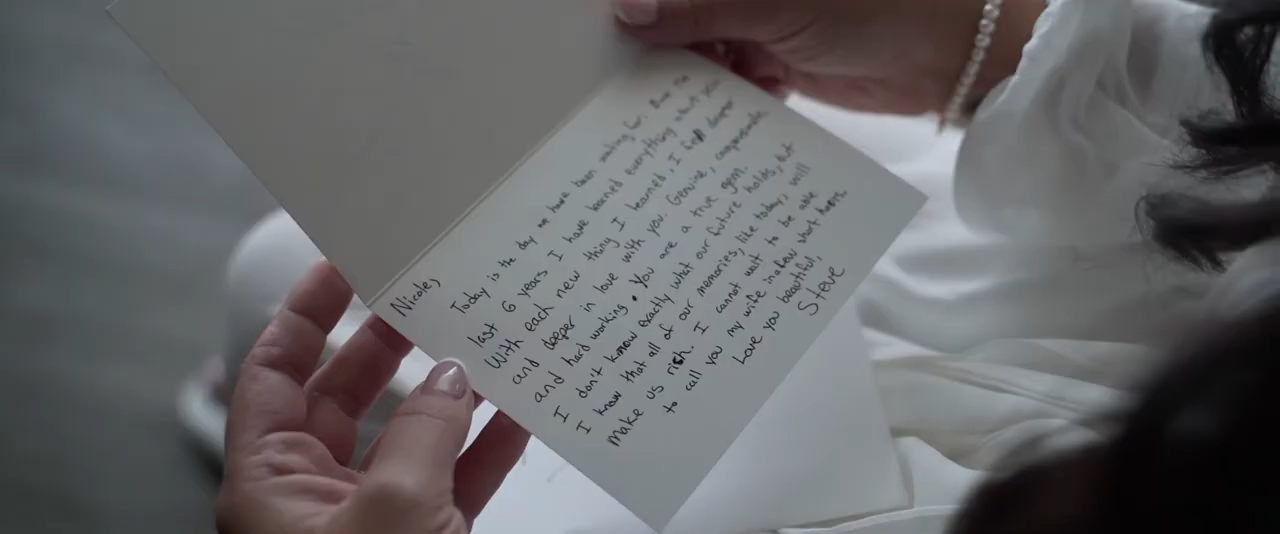 Nicole,
Today is the day we have been waiting for. Over the
last 6 years I have learned everything about you
With each new thing I learned, I fell deeper
and deeper in love with you. Genuine, compassionate
and hard working. You are a true gem.
I don't know exactly what our future holds, but
I know that all of our memories, like today, will
make us rich. I cannot wait to be able
to call you my wife in a few short hours.
Love you beautiful,
Steve